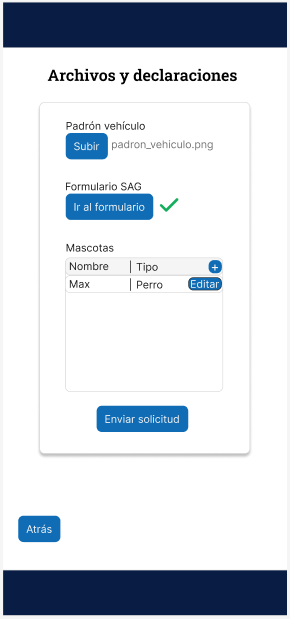 Archivos y declaraciones
Padrón vehículo
Subir padron_vehiculo.png
Formulario SAG
Ir al formulario
Mascotas
Nombre | Tipo +
Max | Perro Editar
Enviar solicitud
Atrás